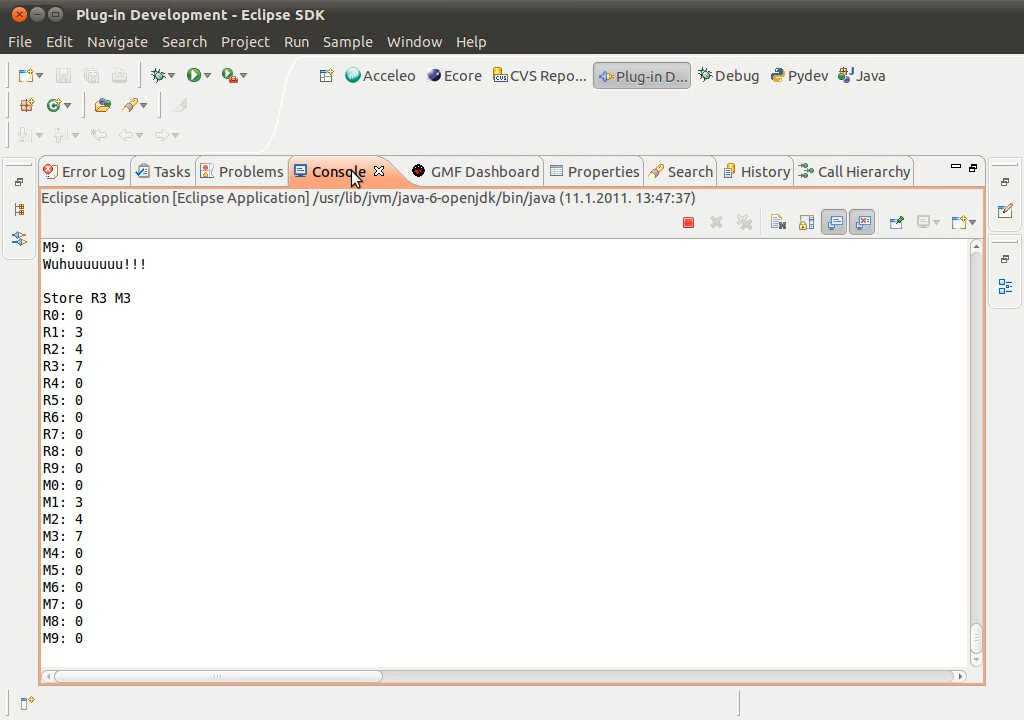 Plug-in Development - Eclipse SDK
File Edit Navigate Search Project Run Sample Window Help
Acceleo Ecore CVS Repo... Plug-in D... Debug Pydev Java
Error Log Tasks Problems Console GMF Dashboard Properties Search History Call Hierarchy
Eclipse Application [Eclipse Application] /usr/lib/jvm/java-6-openjdk/bin/java (11.1.2011. 13:47:37)
M9: 0
Wuhuuuuuuu!!!
Store R3 M3
R0: 0
R1: 3
R2: 4
R3: 7
R4: 0
R5: 0
R6: 0
R7: 0
R8: 0
R9: 0
M0: 0
M1: 3
M2: 4
M3: 7
M4: 0
M5: 0
M6: 0
M7: 0
M8: 0
M9: 0